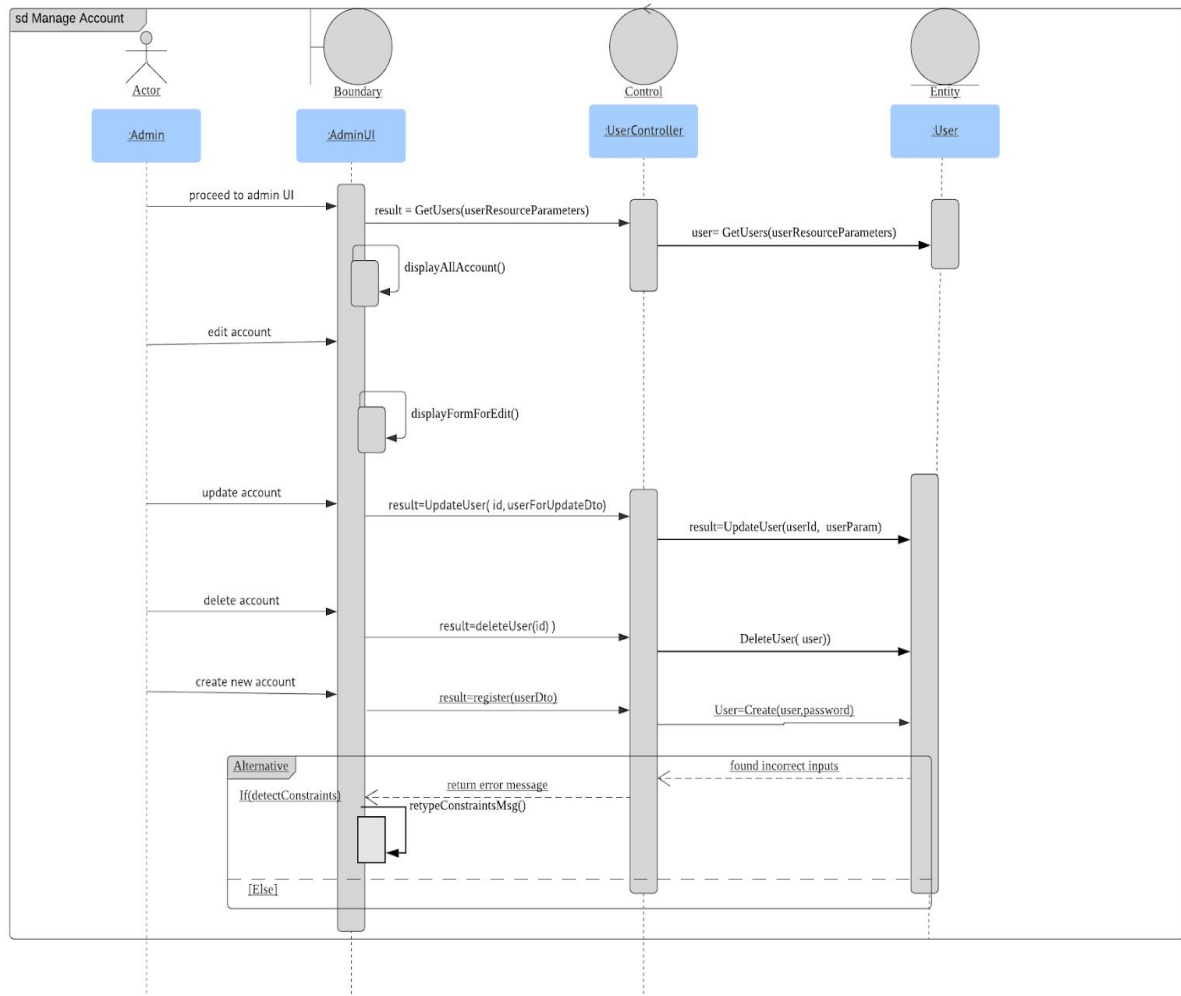 sd Manage Account
Actor
Boundary
Control
Entity
:Admin
:AdminUI
:UserController
:User
proceed to admin UI
result = GetUsers(userResourceParameters)
user= GetUsers(userResourceParameters)
displayAllAccount()
edit account
displayFormForEdit()
update account
result=UpdateUser( id, userForUpdateDto)
result=UpdateUser(userId, userParam)
delete account
result=deleteUser(id) )
DeleteUser( user))
create new account
result=register(userDto)
User=Create(user,password)
Alternative
found incorrect inputs
If(detectConstraints)
return error message
retypeConstraintsMsg()
[Else]